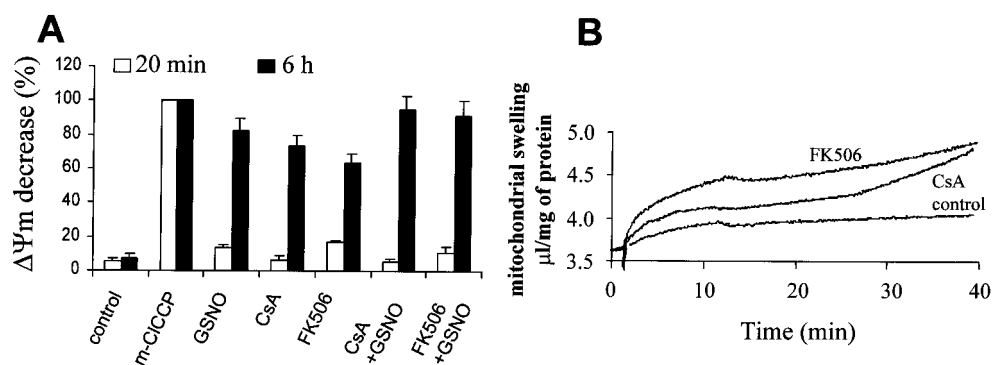 A
ΔΨm decrease (%)
120
100
80
60
40
20
0
20 min
6 h
control
m-ClCCP
GSNO
CsA
FK506
CsA
+GSNO
FK506
+GSNO
B
mitochondrial swelling
µl/mg of protein
5.0
4.5
4.0
3.5
FK506
CsA
control
0
10
20
30
40
Time (min)